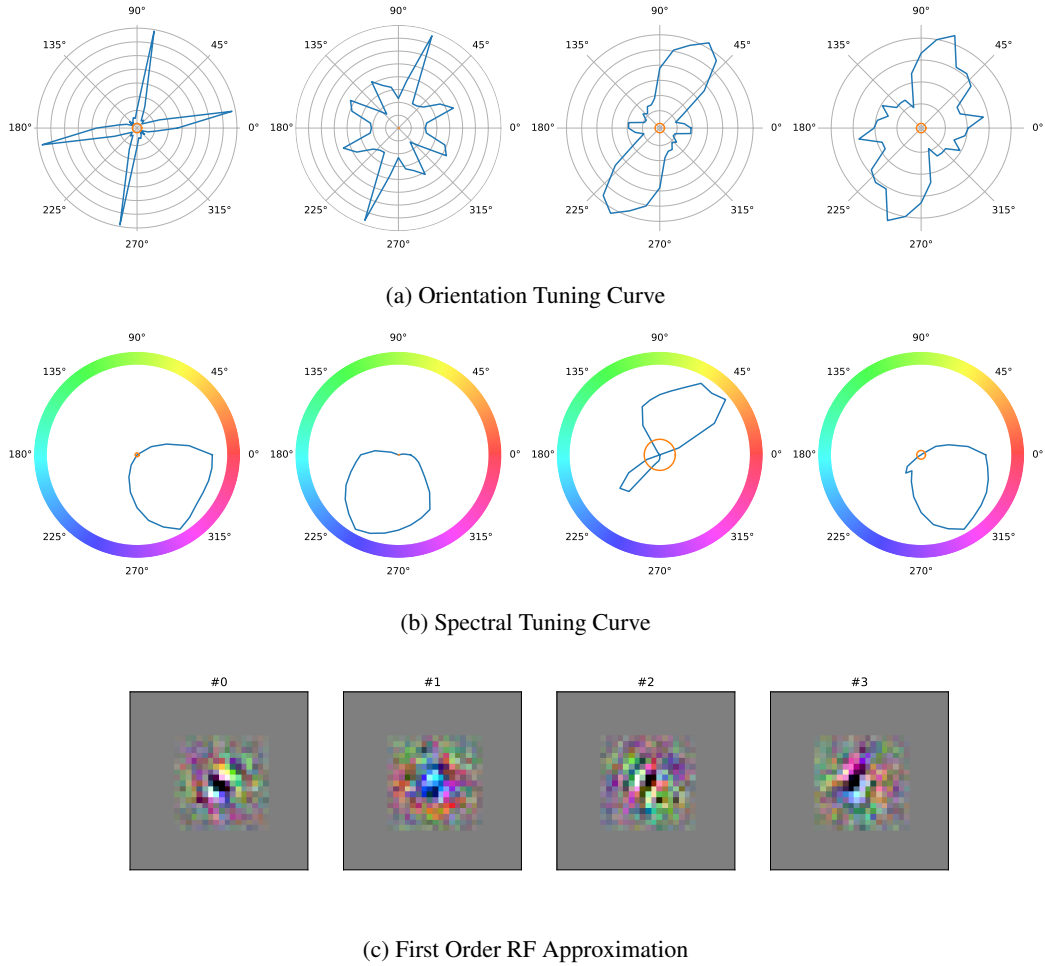 90° 90° 90° 90°
135° 45° 135° 45° 135° 45° 135° 45°
180° 0° 180° 0° 180° 0° 180° 0°
225° 315° 225° 315° 225° 315° 225° 315°
270° 270° 270° 270°
(a) Orientation Tuning Curve
90° 90° 90° 90°
135° 45° 135° 45° 135° 45° 135° 45°
180° 0° 180° 0° 180° 0° 180° 0°
225° 315° 225° 315° 225° 315° 225° 315°
270° 270° 270° 270°
(b) Spectral Tuning Curve
#0 #1 #2 #3
(c) First Order RF Approximation